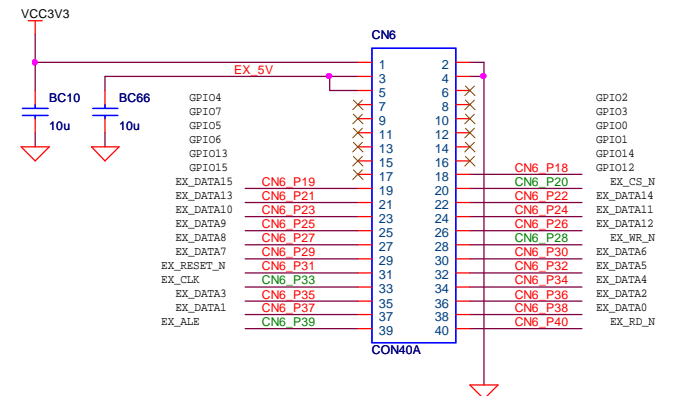 VCC3V3
CN6
EX_5V
1 2
3 4
5 6
BC10 BC66 GPIO4 7 8 GPIO2
GPIO7 9 10 GPIO3
10u 10u GPIO5 11 12 GPIO0
GPIO6 13 14 GPIO1
GPIO13 15 16 GPIO14
GPIO15 17 18 CN6_P18 GPIO12
EX_DATA15 CN6_P19 19 20 CN6_P20 EX_CS_N
EX_DATA13 CN6_P21 21 22 CN6_P22 EX_DATA14
EX_DATA10 CN6_P23 23 24 CN6_P24 EX_DATA11
EX_DATA9 CN6_P25 25 26 CN6_P26 EX_DATA12
EX_DATA8 CN6_P27 27 28 CN6_P28 EX_WR_N
EX_DATA7 CN6_P29 29 30 CN6_P30 EX_DATA6
EX_RESET_N CN6_P31 31 32 CN6_P32 EX_DATA5
EX_CLK CN6_P33 33 34 CN6_P34 EX_DATA4
EX_DATA3 CN6_P35 35 36 CN6_P36 EX_DATA2
EX_DATA1 CN6_P37 37 38 CN6_P38 EX_DATA0
EX_ALE CN6_P39 39 40 CN6_P40 EX_RD_N
CON40A